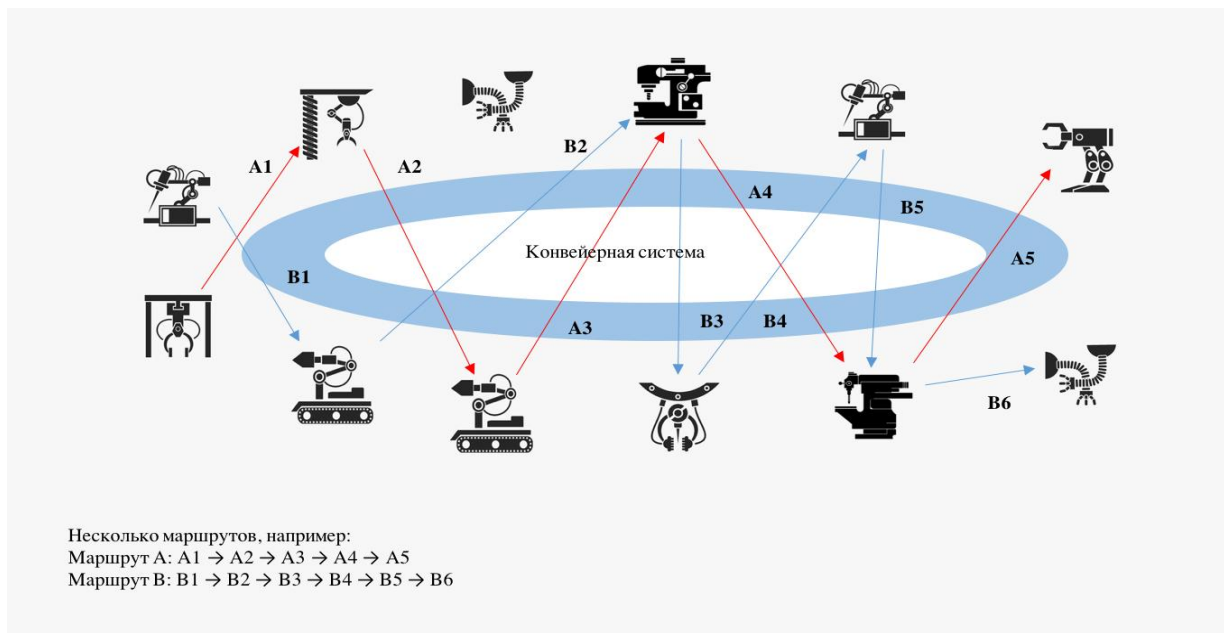 B2
A1
A2
A4
B5
Конвейерная система
A5
B1
A3
B3
B4
B6
Несколько маршрутов, например:
Маршрут A: A1 → A2 → A3 → A4 → A5
Маршрут B: B1 → B2 → B3 → B4 → B5 → B6